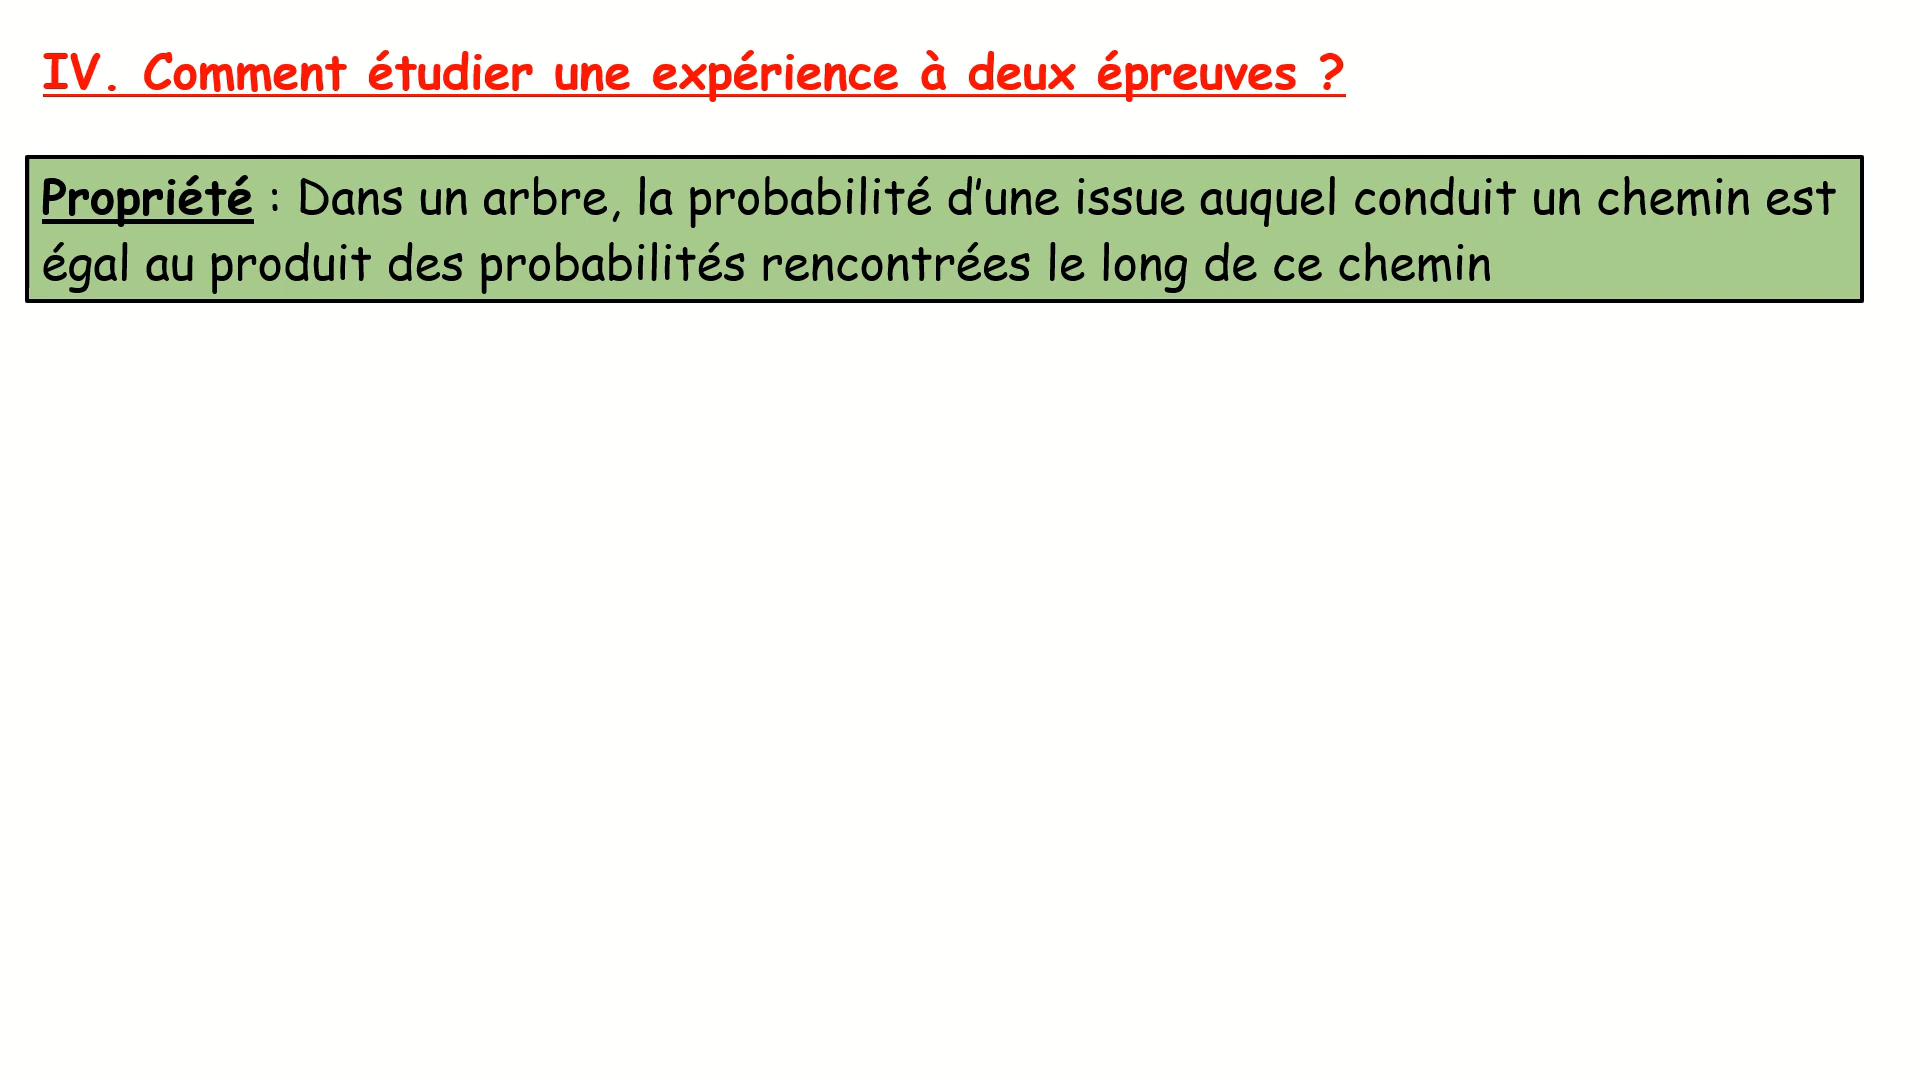 IV. Comment étudier une expérience à deux épreuves ?
Propriété : Dans un arbre, la probabilité d’une issue auquel conduit un chemin est
égal au produit des probabilités rencontrées le long de ce chemin